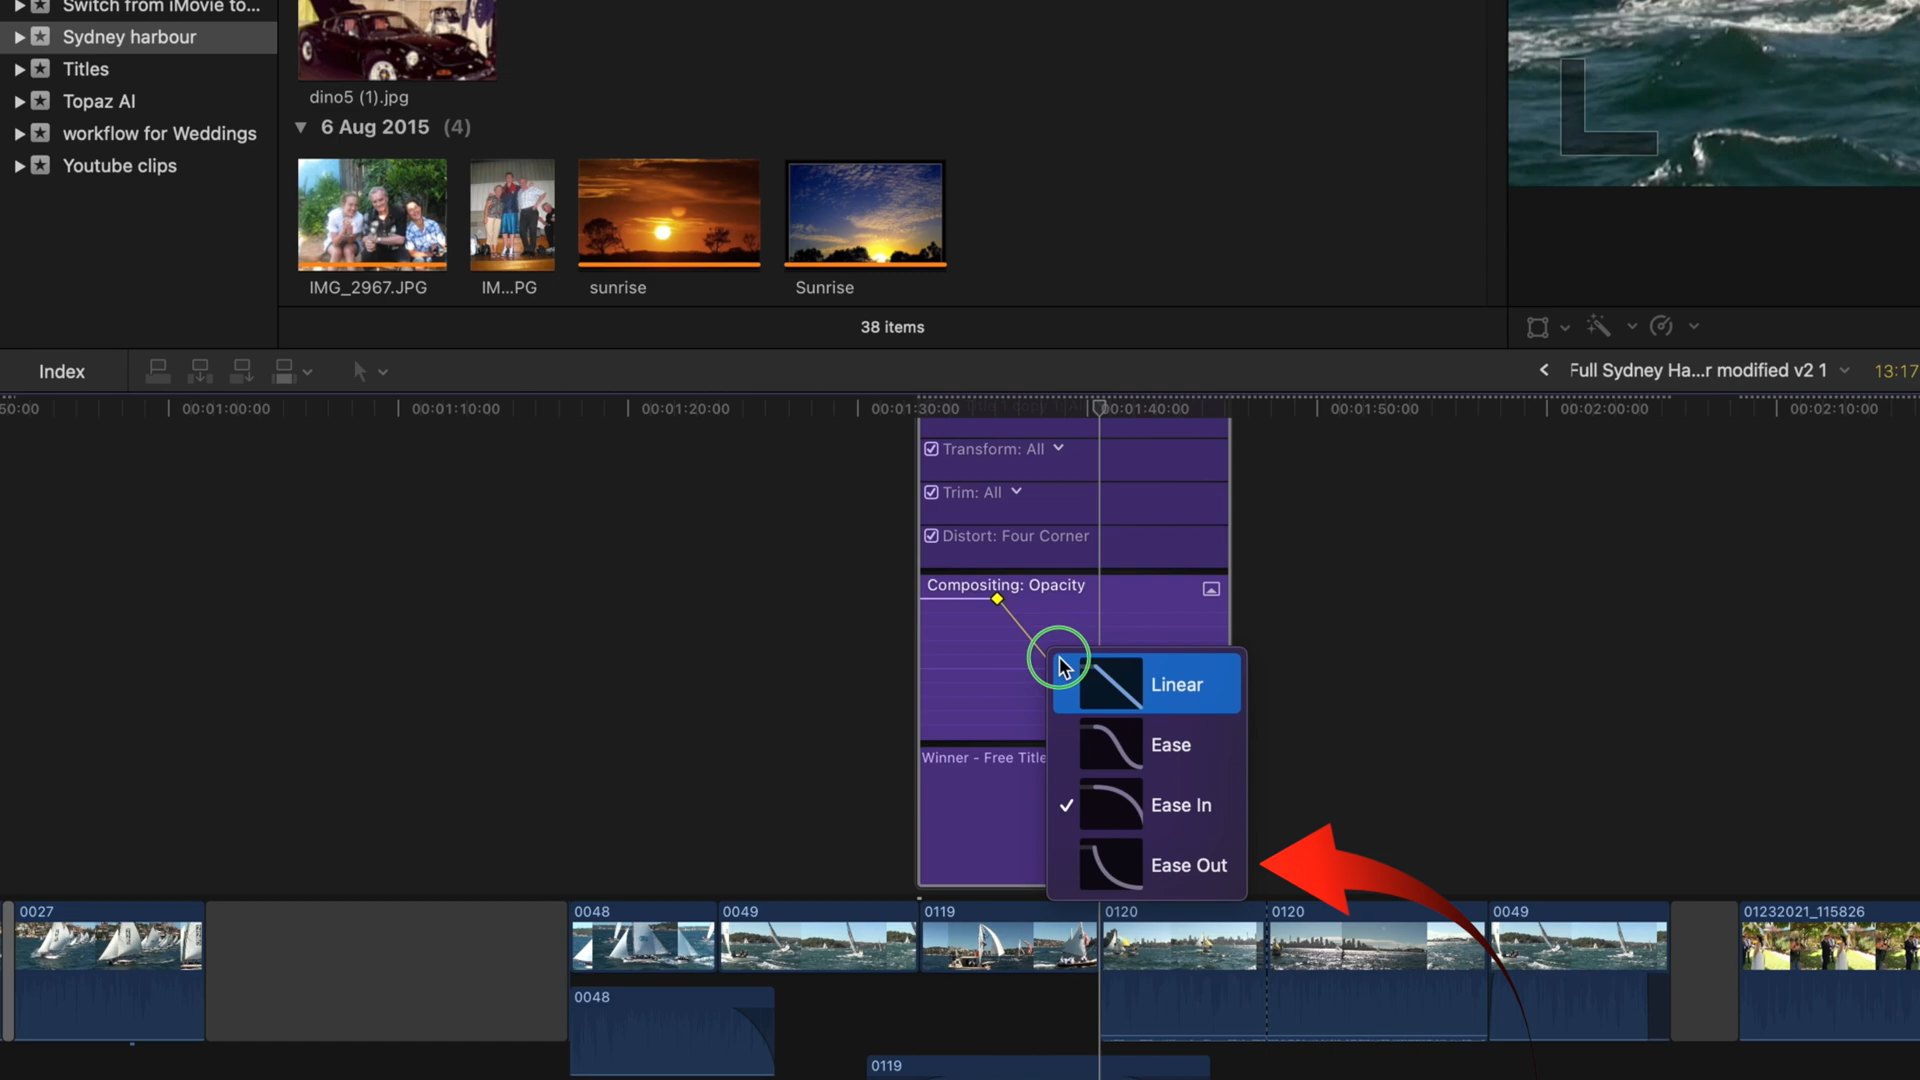 Switch from iMovie to...
Sydney harbour
Titles
Topaz AI
workflow for Weddings
Youtube clips
dino5 (1).jpg
6 Aug 2015 (4)
IMG_2967.JPG
IM...PG
sunrise
Sunrise
38 items
Index
Full Sydney Ha...r modified v2 1
13:17
50:00
00:01:00:00
00:01:10:00
00:01:20:00
00:01:30:00
00:01:40:00
00:01:50:00
00:02:00:00
00:02:10:00
Transform: All
Trim: All
Distort: Four Corner
Compositing: Opacity
Linear
Ease
Ease In
Ease Out
Winner - Free Title
0027
0048
0049
0119
0120
0120
0049
01232021_115826
0048
0119